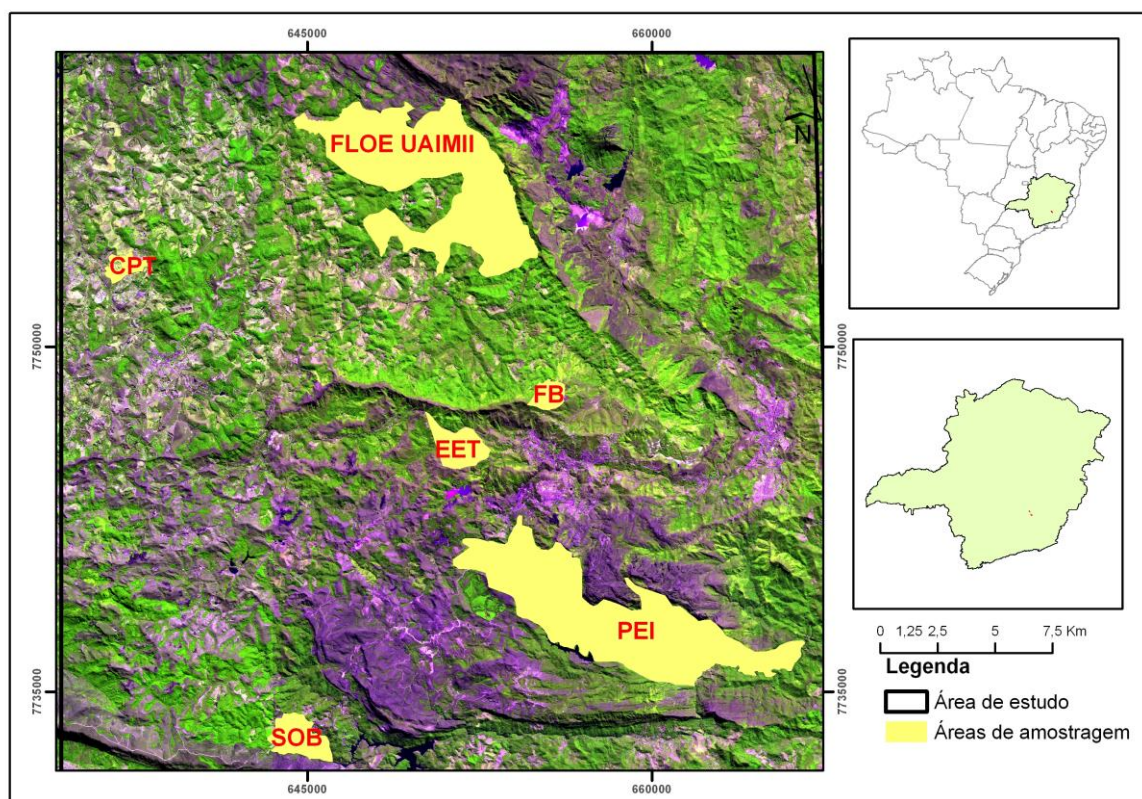 645000
660000
FLOE UAIMII
N
CPT
7750000
7750000
FB
EET
PEI
7735000
7735000
SOB
645000
660000
0 1,25 2,5 5 7,5 Km
Legenda
Área de estudo
Áreas de amostragem